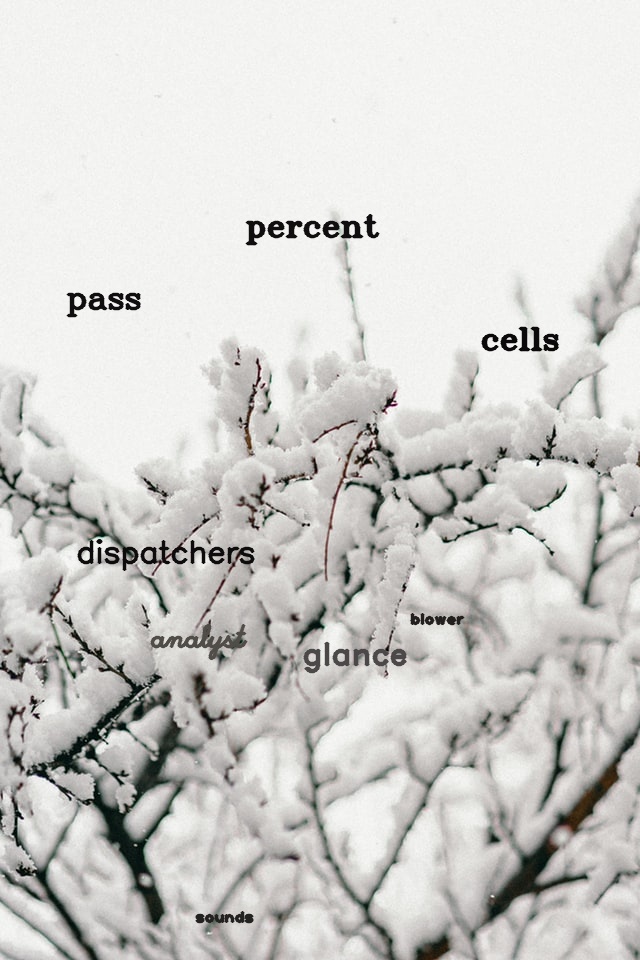 percent
pass
cells
dispatchers
blower
analyst
glance
sounds